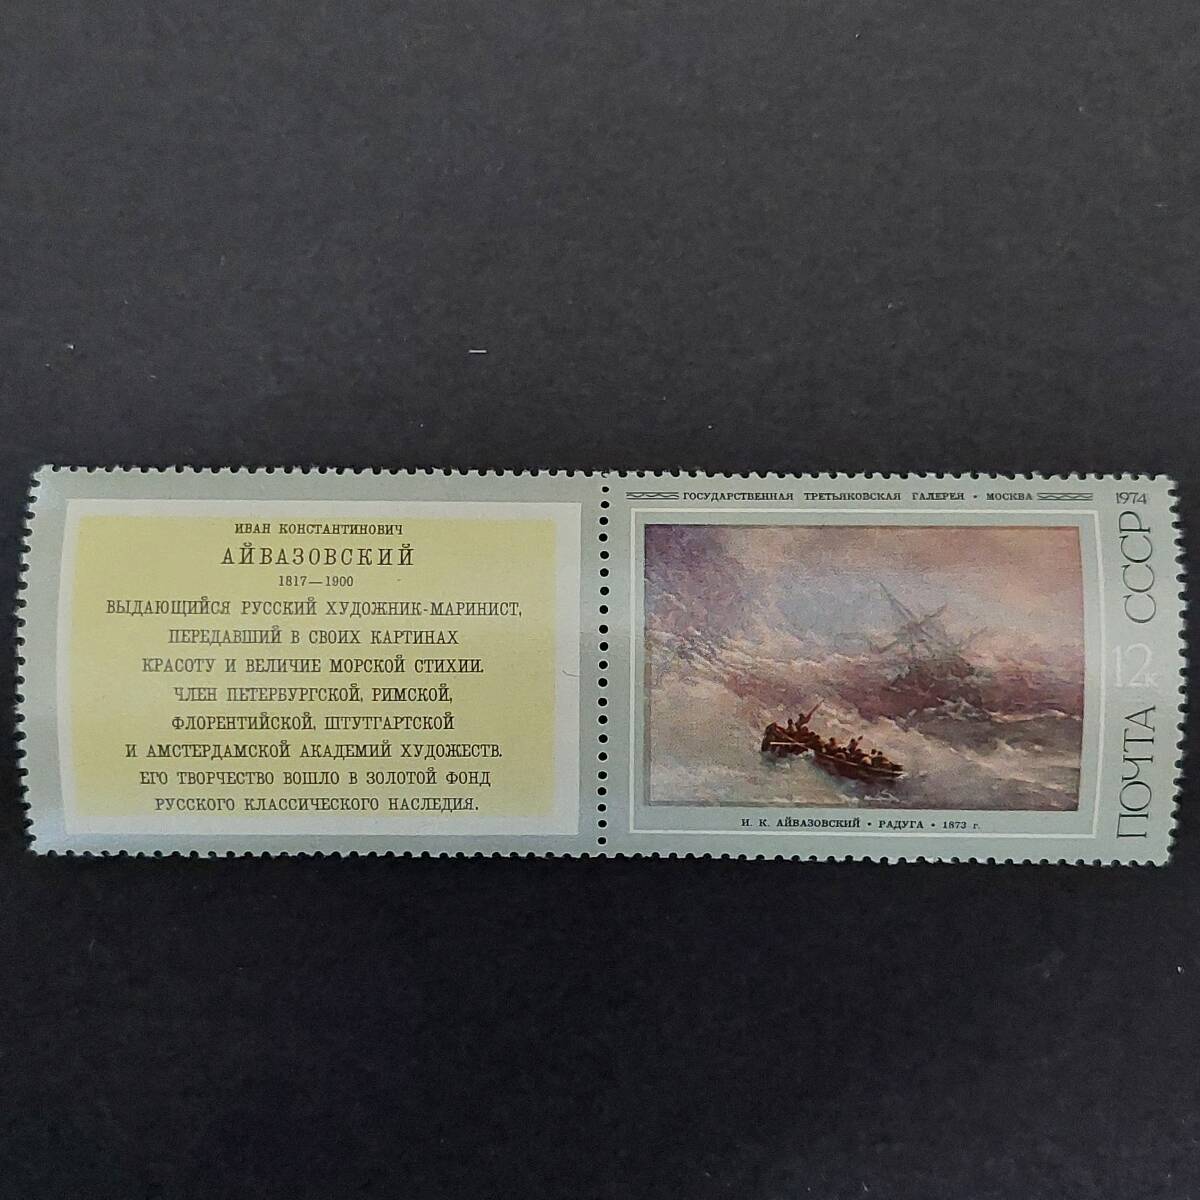 ИВАН КОНСТАНТИНОВИЧ
АЙВАЗОВСКИЙ
1817—1900
ВЫДАЮЩИЙСЯ РУССКИЙ ХУДОЖНИК-МАРИНИСТ,
ПЕРЕДАВШИЙ В СВОИХ КАРТИНАХ
КРАСОТУ И ВЕЛИЧИЕ МОРСКОЙ СТИХИИ.
ЧЛЕН ПЕТЕРБУРГСКОЙ, РИМСКОЙ,
ФЛОРЕНТИЙСКОЙ, ШТУТГАРТСКОЙ
И АМСТЕРДАМСКОЙ АКАДЕМИЙ ХУДОЖЕСТВ.
ЕГО ТВОРЧЕСТВО ВОШЛО В ЗОЛОТОЙ ФОНД
РУССКОГО КЛАССИЧЕСКОГО НАСЛЕДИЯ.
ГОСУДАРСТВЕННАЯ ТРЕТЬЯКОВСКАЯ ГАЛЕРЕЯ • МОСКВА
1974
ПОЧТА 12к СССР
И. К. АЙВАЗОВСКИЙ • РАДУГА • 1873 г.